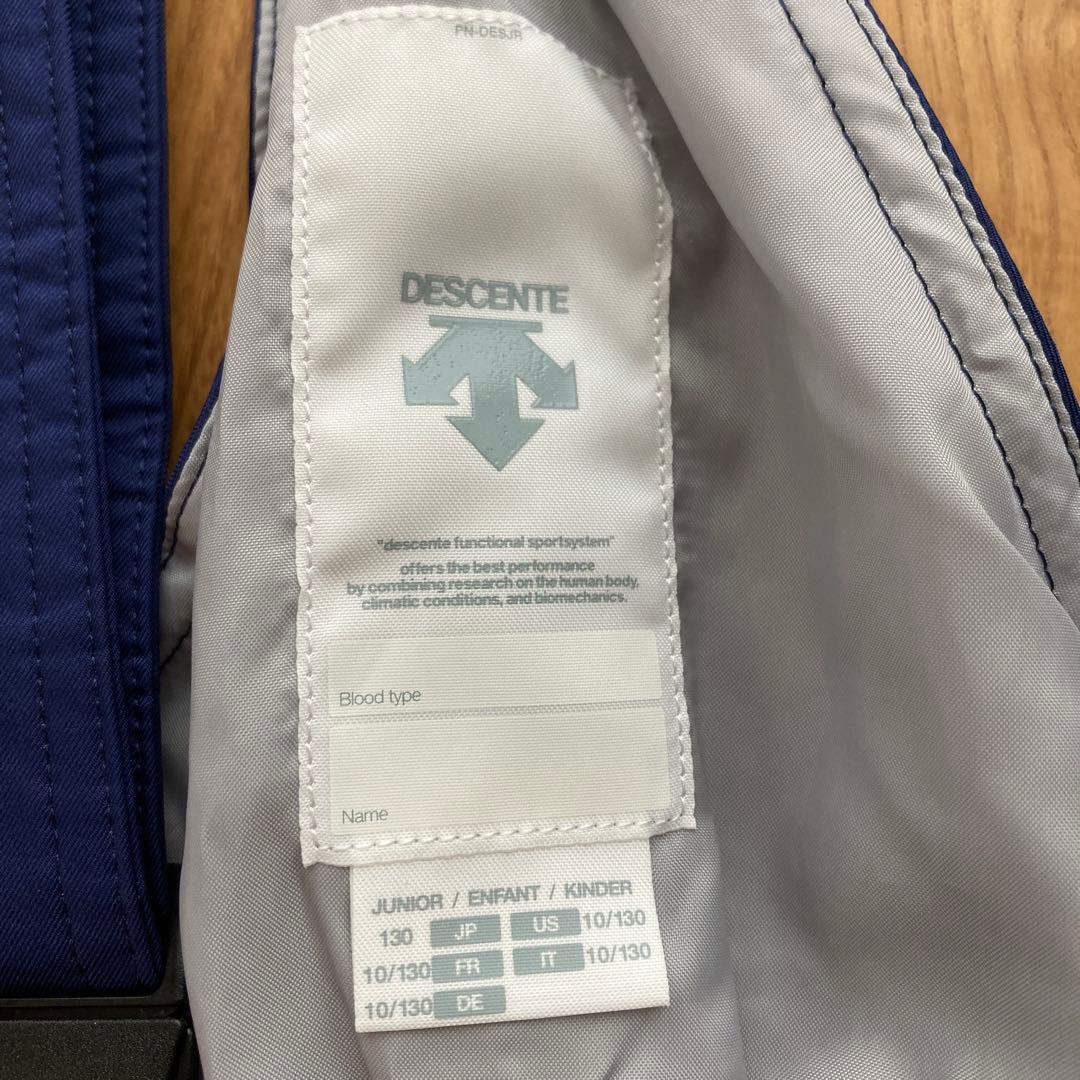 PN-DESJR
DESCENTE
"descente functional sportsystem"
offers the best performance
by combining research on the human body,
climatic conditions, and biomechanics.
Blood type
Name
JUNIOR / ENFANT / KINDER
130 JP US 10/130
10/130 FR IT 10/130
10/130 DE